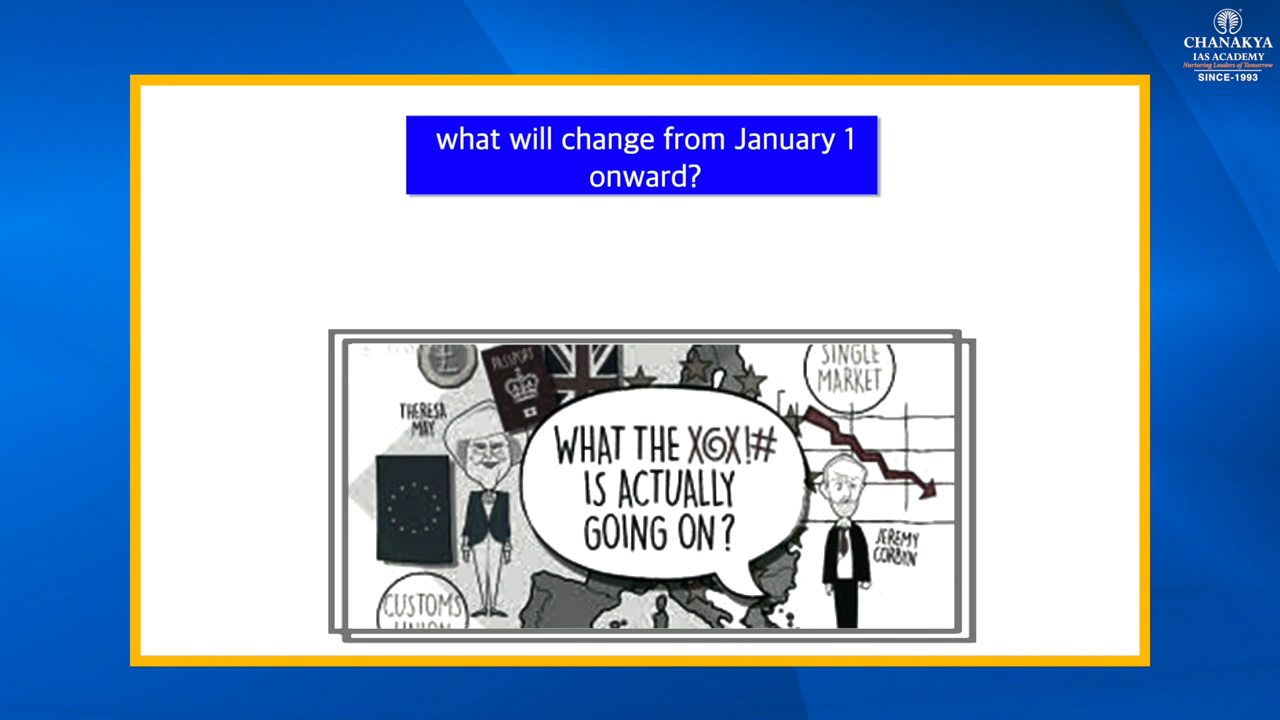 CHANAKYA
IAS ACADEMY
Nurturing Leaders of Tomorrow
SINCE-1993
what will change from January 1
onward?
PASSPORT
SINGLE
MARKET
THERESA
MAY
WHAT THE X@X!#
IS ACTUALLY
GOING ON?
JEREMY
CORBYN
CUSTOMS
UNION